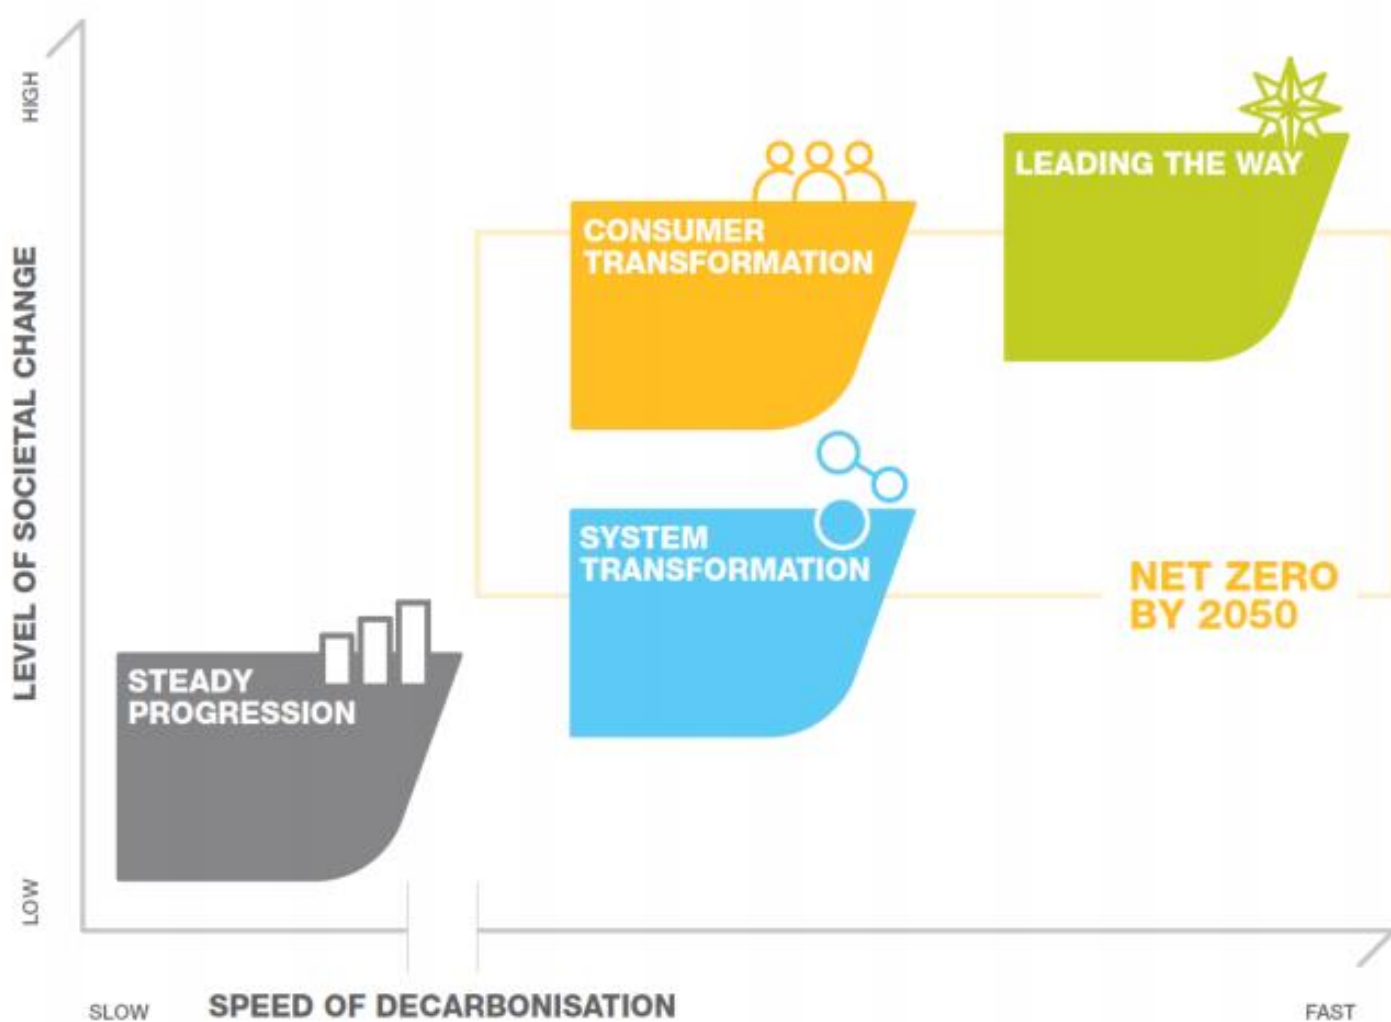 HIGH
LEVEL OF SOCIETAL CHANGE
LOW
LEADING THE WAY
CONSUMER
TRANSFORMATION
SYSTEM
TRANSFORMATION
NET ZERO
BY 2050
STEADY
PROGRESSION
SLOW
SPEED OF DECARBONISATION
FAST